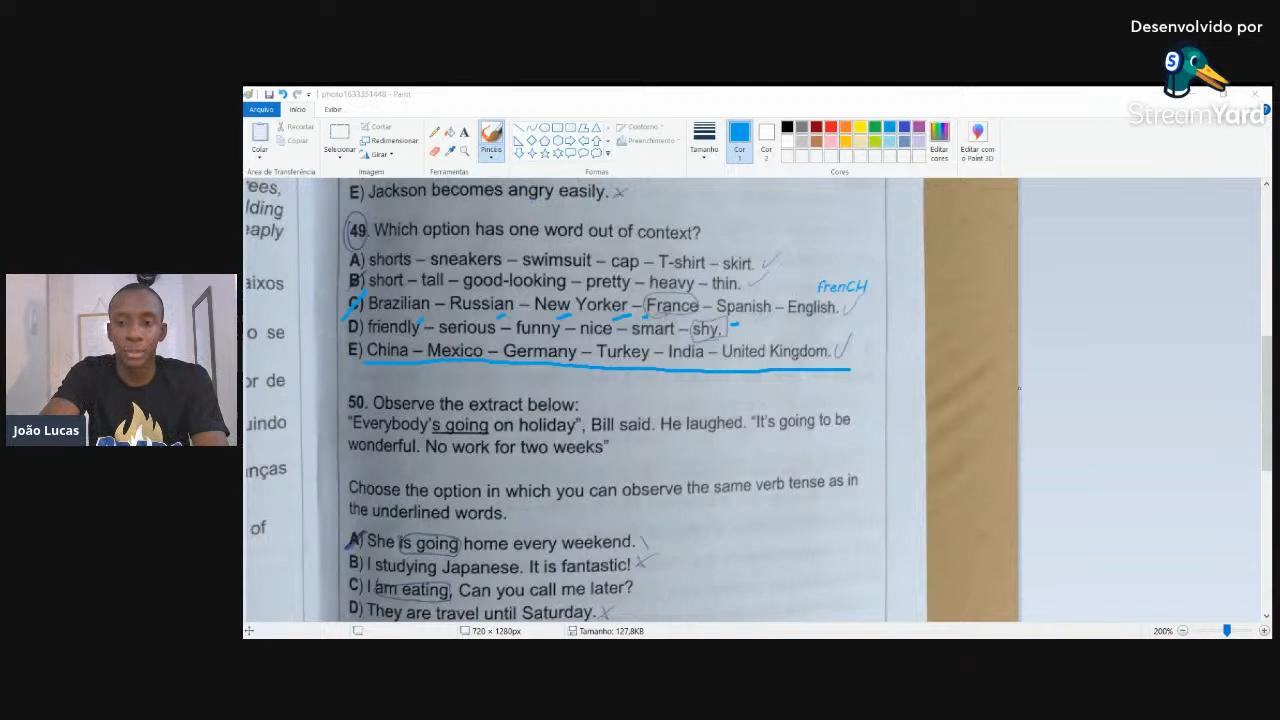 Desenvolvido por
S
StreamYard
photo1633351448 - Paint
Arquivo Início Exibir
Colar
Recortar
Copiar
Área de Transferência
Selecionar
Cortar
Redimensionar
Girar
Imagem
A
Ferramentas
Pincéis
Contorno
Preenchimento
Formas
Tamanho
Cor
1
Cor
2
Cores
Editar
cores
Editar com
o Paint 3D
E) Jackson becomes angry easily.
49. Which option has one word out of context?
A) shorts – sneakers – swimsuit – cap – T-shirt – skirt.
B) short – tall – good-looking – pretty – heavy – thin.
frenCH
C) Brazilian – Russian – New Yorker – France – Spanish – English.
D) friendly – serious – funny – nice – smart – shy.
E) China – Mexico – Germany – Turkey – India – United Kingdom.
50. Observe the extract below:
"Everybody's going on holiday", Bill said. He laughed. "It's going to be
wonderful. No work for two weeks"
Choose the option in which you can observe the same verb tense as in
the underlined words.
A) She is going home every weekend.
B) I studying Japanese. It is fantastic!
C) I am eating, Can you call me later?
D) They are travel until Saturday.
o se
or de
of
João Lucas
720 × 1280px
Tamanho: 127,8KB
200%